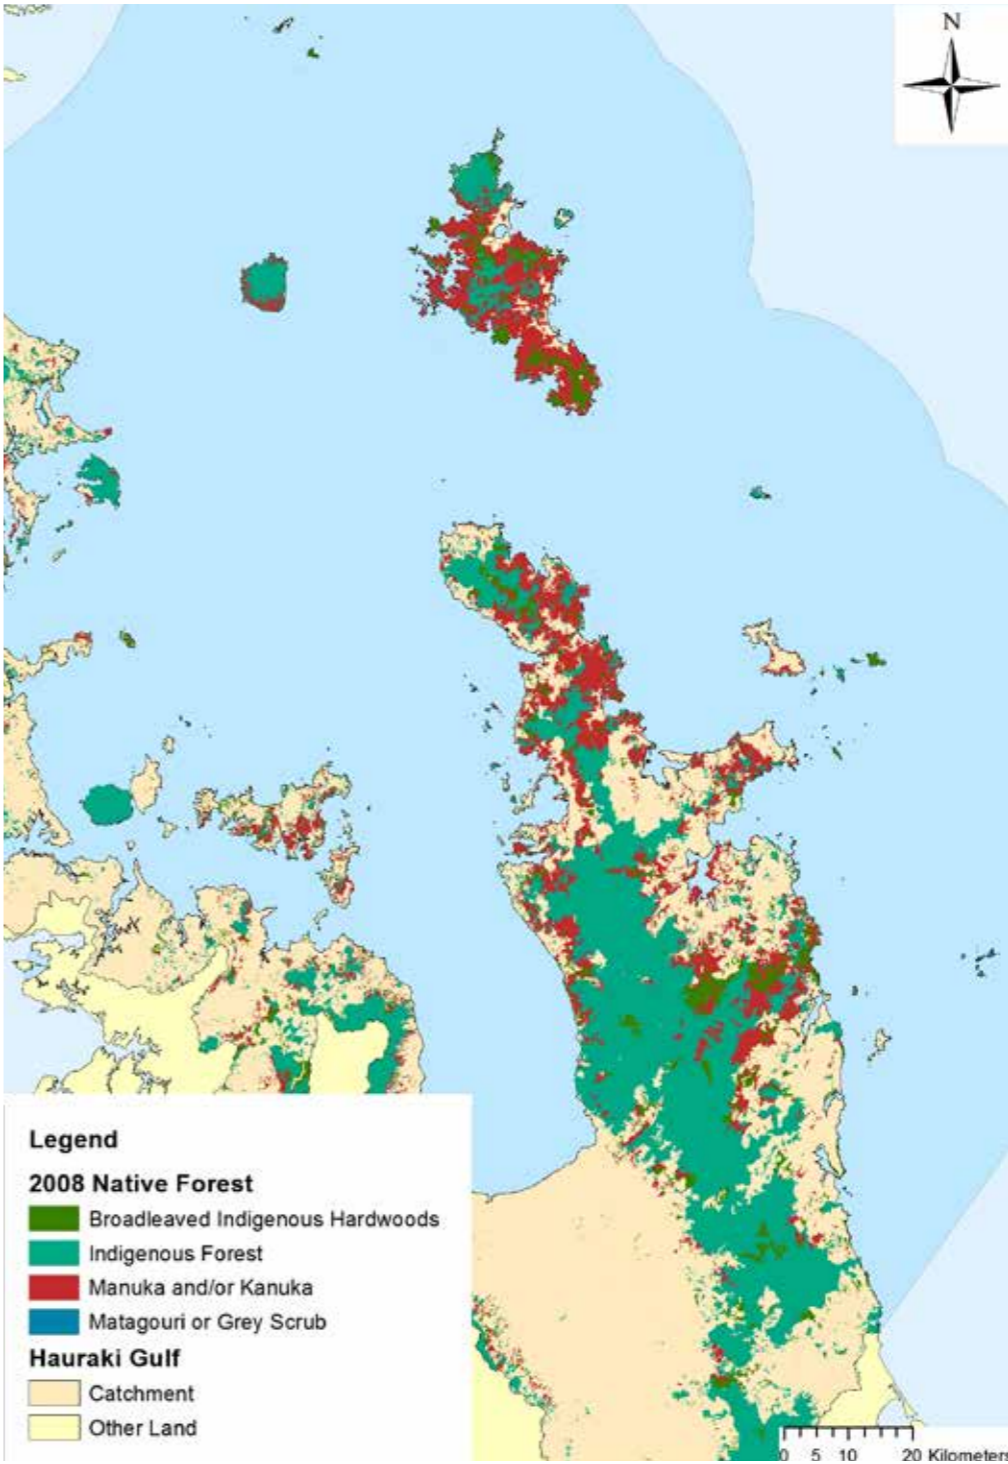 N
Legend
2008 Native Forest
Broadleaved Indigenous Hardwoods
Indigenous Forest
Manuka and/or Kanuka
Matagouri or Grey Scrub
Hauraki Gulf
Catchment
Other Land
0 5 10 20 Kilometers